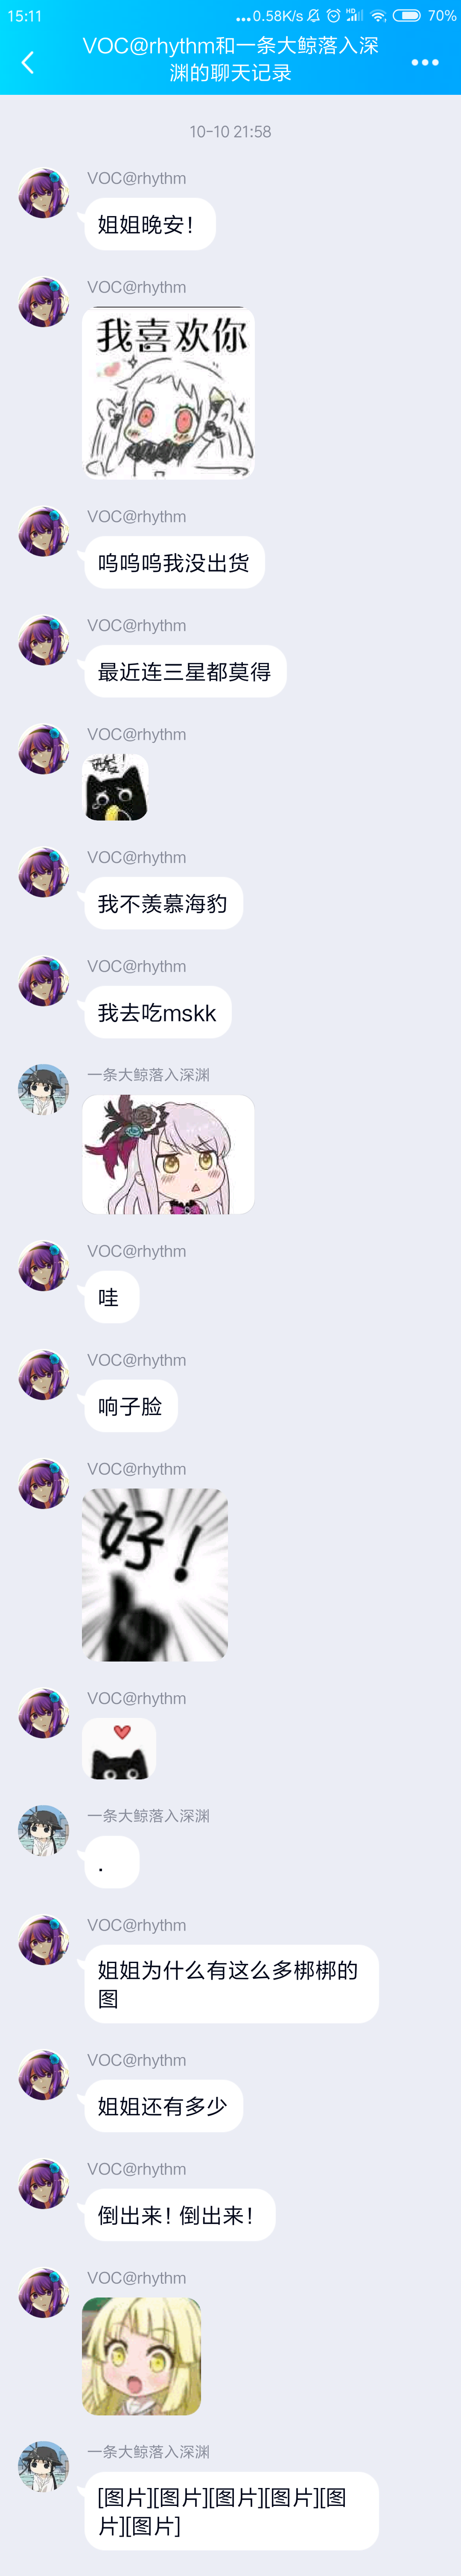 15:11
0.58K/s
HD
70%
VOC@rhythm和一条大鲸落入深
渊的聊天记录
10-10 21:58
VOC@rhythm
姐姐晚安！
VOC@rhythm
我喜欢你
VOC@rhythm
呜呜呜我没出货
VOC@rhythm
最近连三星都莫得
VOC@rhythm
VOC@rhythm
我不羡慕海豹
VOC@rhythm
我去吃mskk
一条大鲸落入深渊
VOC@rhythm
哇
VOC@rhythm
响子脸
VOC@rhythm
好！
VOC@rhythm
一条大鲸落入深渊
.
VOC@rhythm
姐姐为什么有这么多梆梆的
图
VOC@rhythm
姐姐还有多少
VOC@rhythm
倒出来！倒出来！
VOC@rhythm
一条大鲸落入深渊
[图片][图片][图片][图片][图
片][图片]